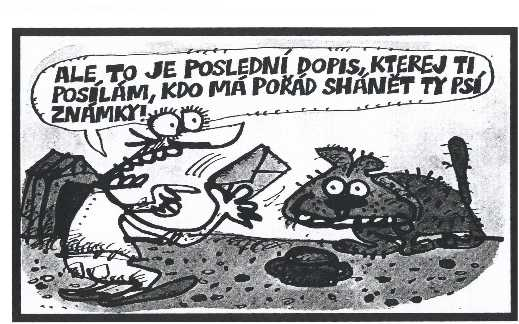 ALE TO JE POSLEDNÍ DOPIS, KTEREJ TI
POSÍLÁM, KDO MÁ POŘÁD SHÁNĚT TY PSÍ
ZNÁMKY!